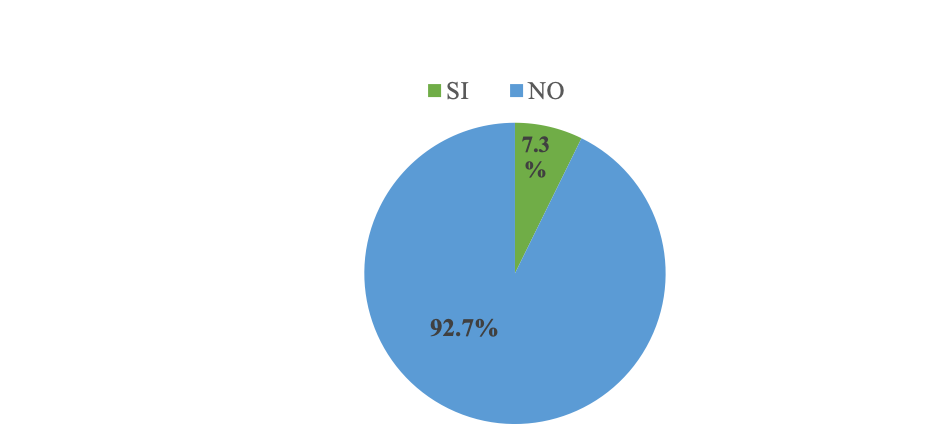 SI NO
7.3
%
92.7%